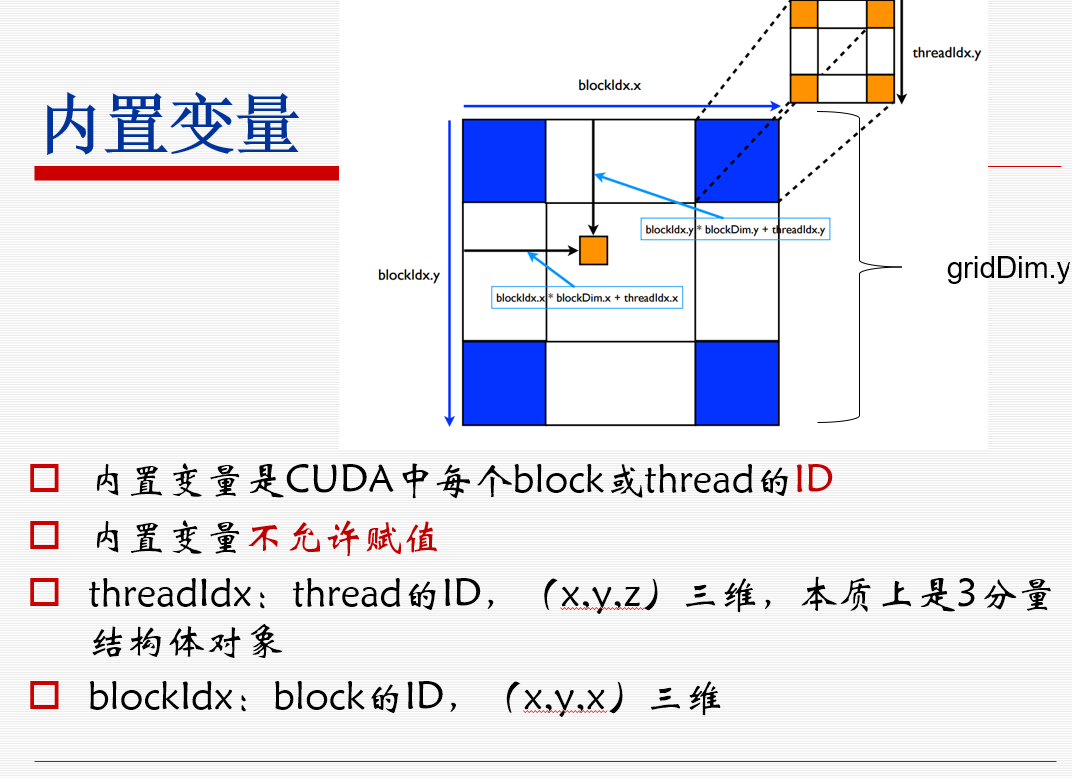 内置变量
threadIdx.y
blockIdx.x
blockIdx.y * blockDim.y + threadIdx.y
blockIdx.y
gridDim.y
blockIdx.x * blockDim.x + threadIdx.x
内置变量是CUDA中每个block或thread的ID
内置变量不允许赋值
threadIdx：thread的ID，（x,y,z）三维，本质上是3分量
结构体对象
blockIdx：block的ID，（x,y,x）三维